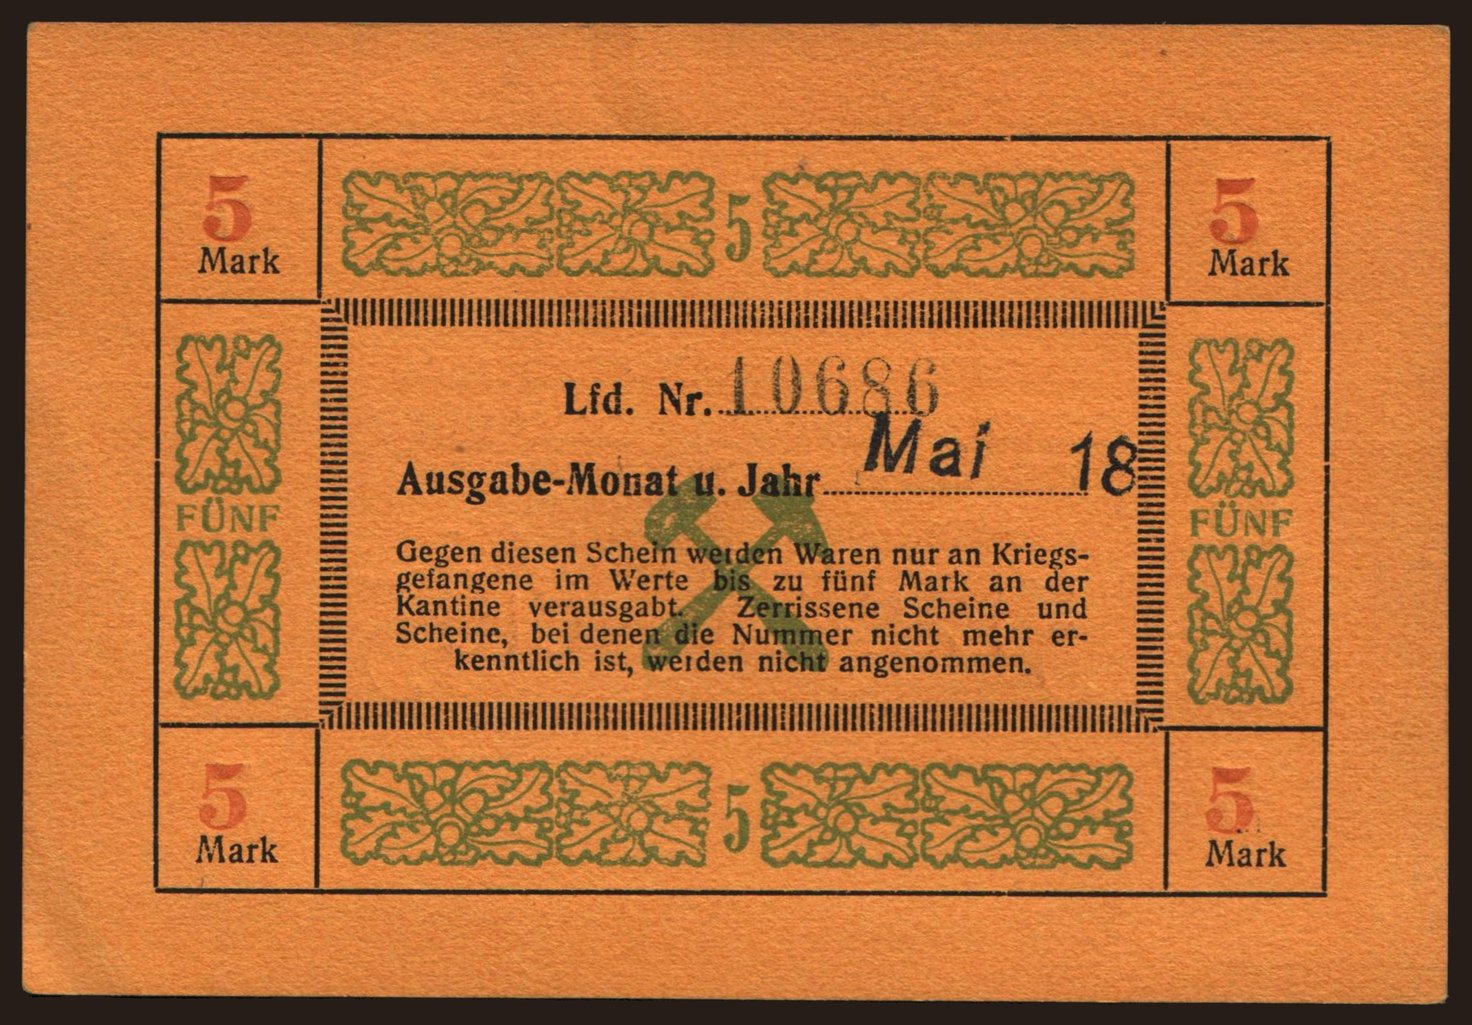 5 5 5
Mark Mark
Lfd. Nr. 10686
Ausgabe-Monat u. Jahr Mai 18
FÜNF FÜNF
Gegen diesen Schein werden Waren nur an Kriegs-
gefangene im Werte bis zu fünf Mark an der
Kantine verausgabt. Zerrissene Scheine und
Scheine, bei denen die Nummer nicht mehr er-
kenntlich ist, werden nicht angenommen.
5 5 5
Mark Mark